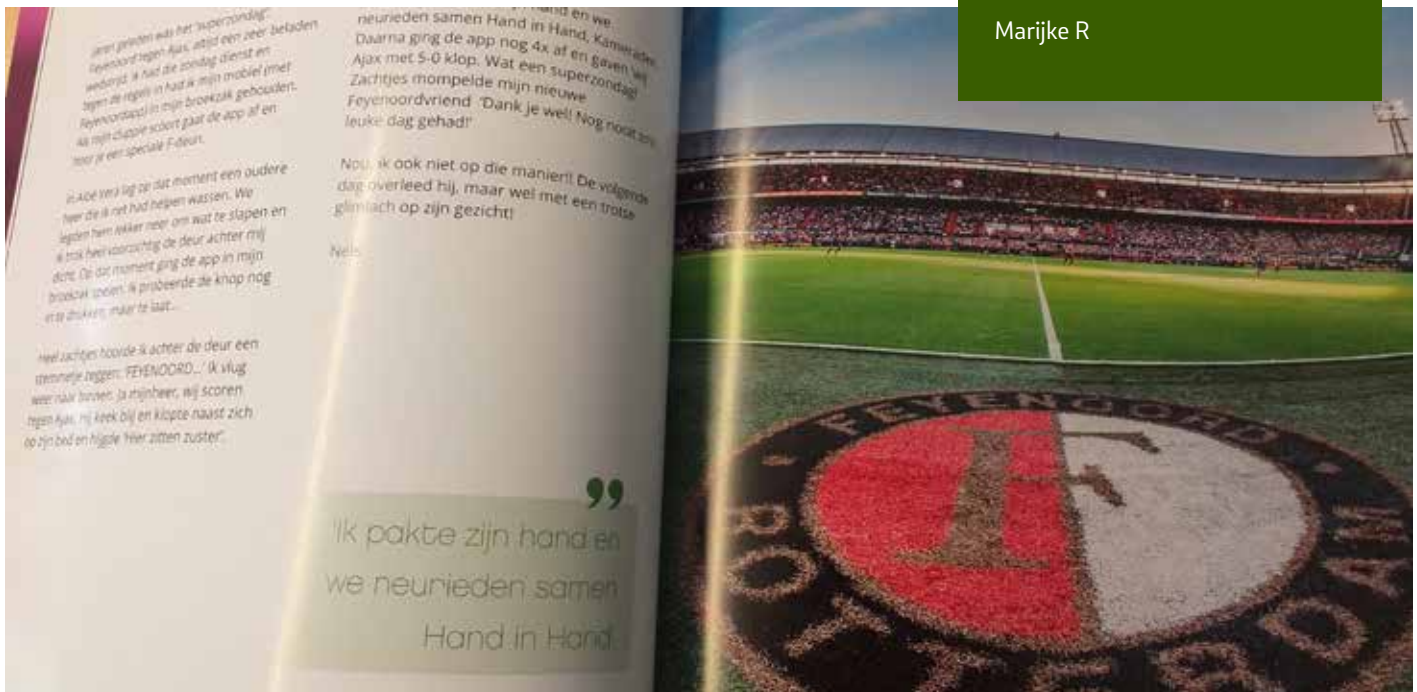 Jaren geleden was het "superzondag"
Feyenoord tegen Ajax, altijd een zeer beladen
wedstrijd. Ik had die zondag dienst en
tegen de regels in had ik mijn mobiel (met
Feyenoordapp) in mijn broekzak gehouden.
Als mijn cluppie scoort gaat de app af en
hoor je een speciale F-deun.
In Aloe Vera lag op dat moment een oudere
heer die ik net had helpen wassen. We
legden hem lekker neer om wat te slapen en
ik trok heel voorzichtig de deur achter mij
dicht. Op dat moment ging de app in mijn
broekzak spelen. Ik probeerde de knop nog
in te drukken, maar te laat...
Heel zachtjes hoorde ik achter de deur een
stemmetje zeggen: 'FEYENOORD...' Ik vlug
weer naar binnen. Ja mijnheer, wij scoren
tegen Ajax. Hij keek blij en klopte naast zich
op zijn bed en hijgde 'Hier zitten zuster'.
hand en we
neurieden samen Hand in Hand, Kameraden.
Daarna ging de app nog 4x af en gaven wij
Ajax met 5-0 klop. Wat een superzondag!
Zachtjes mompelde mijn nieuwe
Feyenoordvriend 'Dank je wel! Nog nooit zo'n
leuke dag gehad!'
Nou, ik ook niet op die manier!! De volgende
dag overleed hij, maar wel met een trotse
glimlach op zijn gezicht!
Nels
"
'Ik pakte zijn hand en
we neurieden samen
Hand in Hand.
Marijke R
FEYENOORD
F
ROTTERDAM